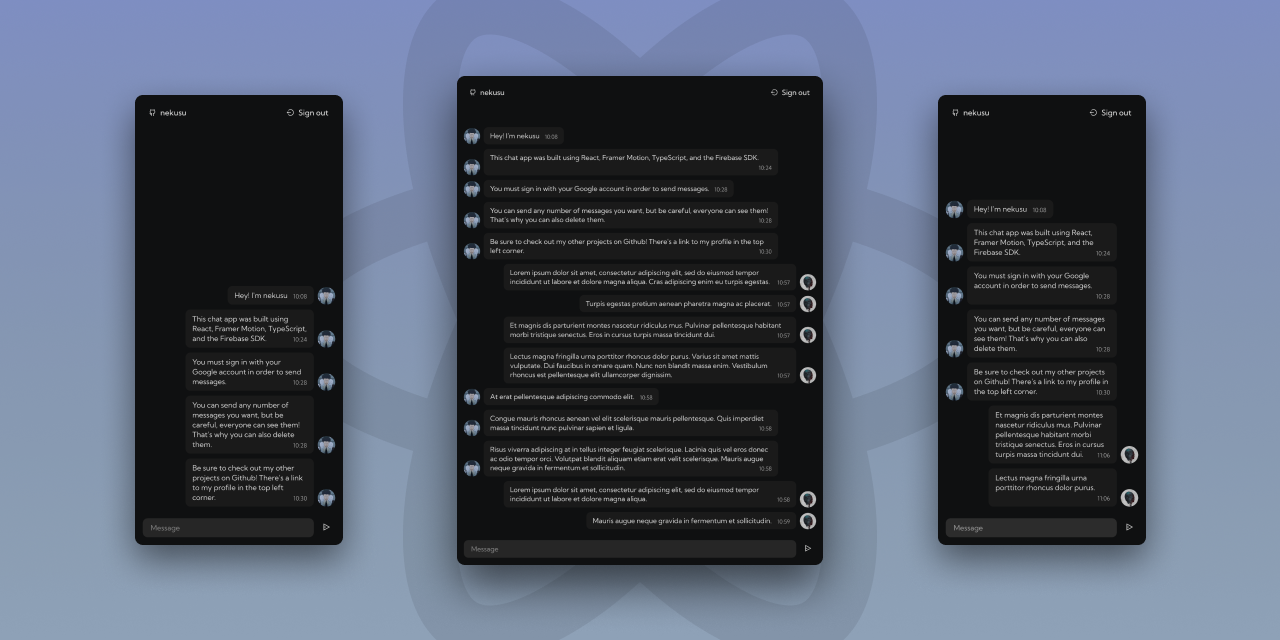 nekusu
Sign out
Hey! I'm nekusu 10:08
This chat app was built using
React, Framer Motion, TypeScript,
and the Firebase SDK. 10:24
You must sign in with your
Google account in order to send
messages. 10:28
You can send any number of
messages you want, but be
careful, everyone can see them!
That's why you can also delete
them. 10:28
Be sure to check out my other
projects on Github! There's a link
to my profile in the top left
corner. 10:30
Message
nekusu
Sign out
Hey! I'm nekusu 10:08
This chat app was built using React, Framer Motion, TypeScript, and the Firebase SDK.
10:24
You must sign in with your Google account in order to send messages. 10:28
You can send any number of messages you want, but be careful, everyone can see them!
That's why you can also delete them. 10:28
Be sure to check out my other projects on Github! There's a link to my profile in the top
left corner. 10:30
Lorem ipsum dolor sit amet, consectetur adipiscing elit, sed do eiusmod tempor
incididunt ut labore et dolore magna aliqua. Cras adipiscing enim eu turpis egestas. 10:57
Turpis egestas pretium aenean pharetra magna ac placerat. 10:57
Et magnis dis parturient montes nascetur ridiculus mus. Pulvinar pellentesque habitant
morbi tristique senectus. Eros in cursus turpis massa tincidunt dui. 10:57
Lectus magna fringilla urna porttitor rhoncus dolor purus. Varius sit amet mattis
vulputate. Dui faucibus in ornare quam. Nunc non blandit massa enim. Vestibulum
rhoncus est pellentesque elit ullamcorper dignissim. 10:57
At erat pellentesque adipiscing commodo elit. 10:58
Congue mauris rhoncus aenean vel elit scelerisque mauris pellentesque. Quis imperdiet
massa tincidunt nunc pulvinar sapien et ligula. 10:58
Risus viverra adipiscing at in tellus integer feugiat scelerisque. Lacinia quis vel eros donec
ac odio tempor orci. Volutpat blandit aliquam etiam erat velit scelerisque. Mauris augue
neque gravida in fermentum et sollicitudin. 10:58
Lorem ipsum dolor sit amet, consectetur adipiscing elit, sed do eiusmod tempor
incididunt ut labore et dolore magna aliqua. 10:58
Mauris augue neque gravida in fermentum et sollicitudin. 10:59
Message
nekusu
Sign out
Hey! I'm nekusu 10:08
This chat app was built using React,
Framer Motion, TypeScript, and the
Firebase SDK. 10:24
You must sign in with your Google
account in order to send messages.
10:28
You can send any number of messages
you want, but be careful, everyone can
see them! That's why you can also
delete them. 10:28
Be sure to check out my other projects
on Github! There's a link to my profile in
the top left corner. 10:30
Et magnis dis parturient montes
nascetur ridiculus mus. Pulvinar
pellentesque habitant morbi
tristique senectus. Eros in cursus
turpis massa tincidunt dui. 11:06
Lectus magna fringilla urna
porttitor rhoncus dolor purus.
11:06
Message